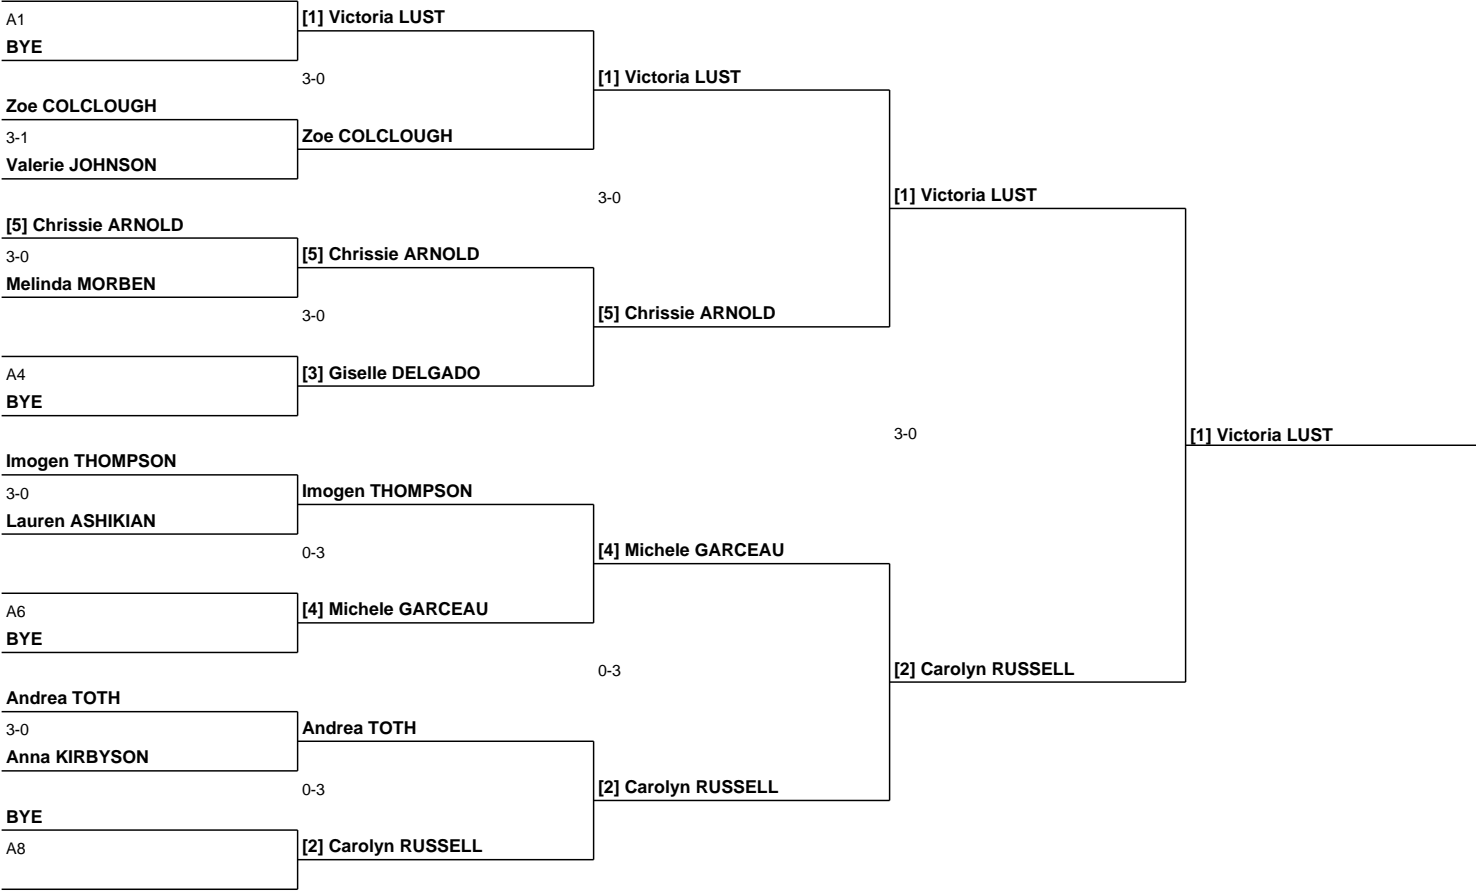 A1
BYE
[1] Victoria LUST
3-0
Zoe COLCLOUGH
3-1
Valerie JOHNSON
Zoe COLCLOUGH
[1] Victoria LUST
3-0
[5] Chrissie ARNOLD
3-0
Melinda MORBEN
[5] Chrissie ARNOLD
3-0
A4
BYE
[3] Giselle DELGADO
[5] Chrissie ARNOLD
[1] Victoria LUST
3-0
Imogen THOMPSON
3-0
Lauren ASHIKIAN
Imogen THOMPSON
0-3
A6
BYE
[4] Michele GARCEAU
[4] Michele GARCEAU
0-3
Andrea TOTH
3-0
Anna KIRBYSON
Andrea TOTH
0-3
BYE
A8
[2] Carolyn RUSSELL
[2] Carolyn RUSSELL
[2] Carolyn RUSSELL
[1] Victoria LUST